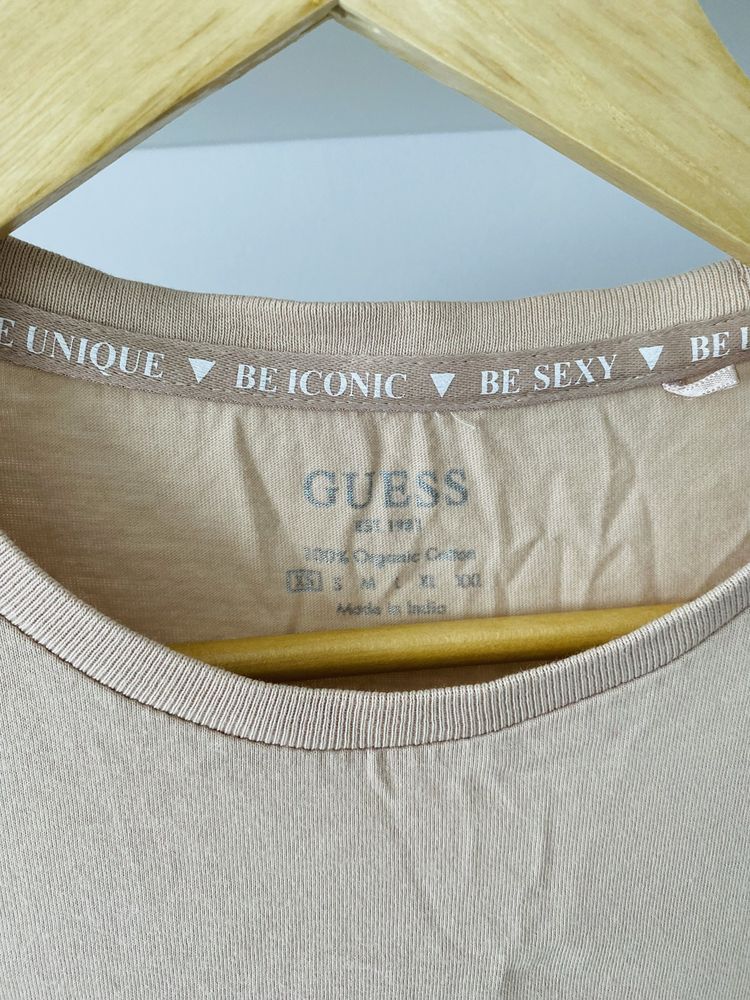 E UNIQUE ▼ BE ICONIC ▼ BE SEXY ▼ BE I
GUESS
EST 1981
100% Organic Cotton
XS S M L XL XXL
Made in India